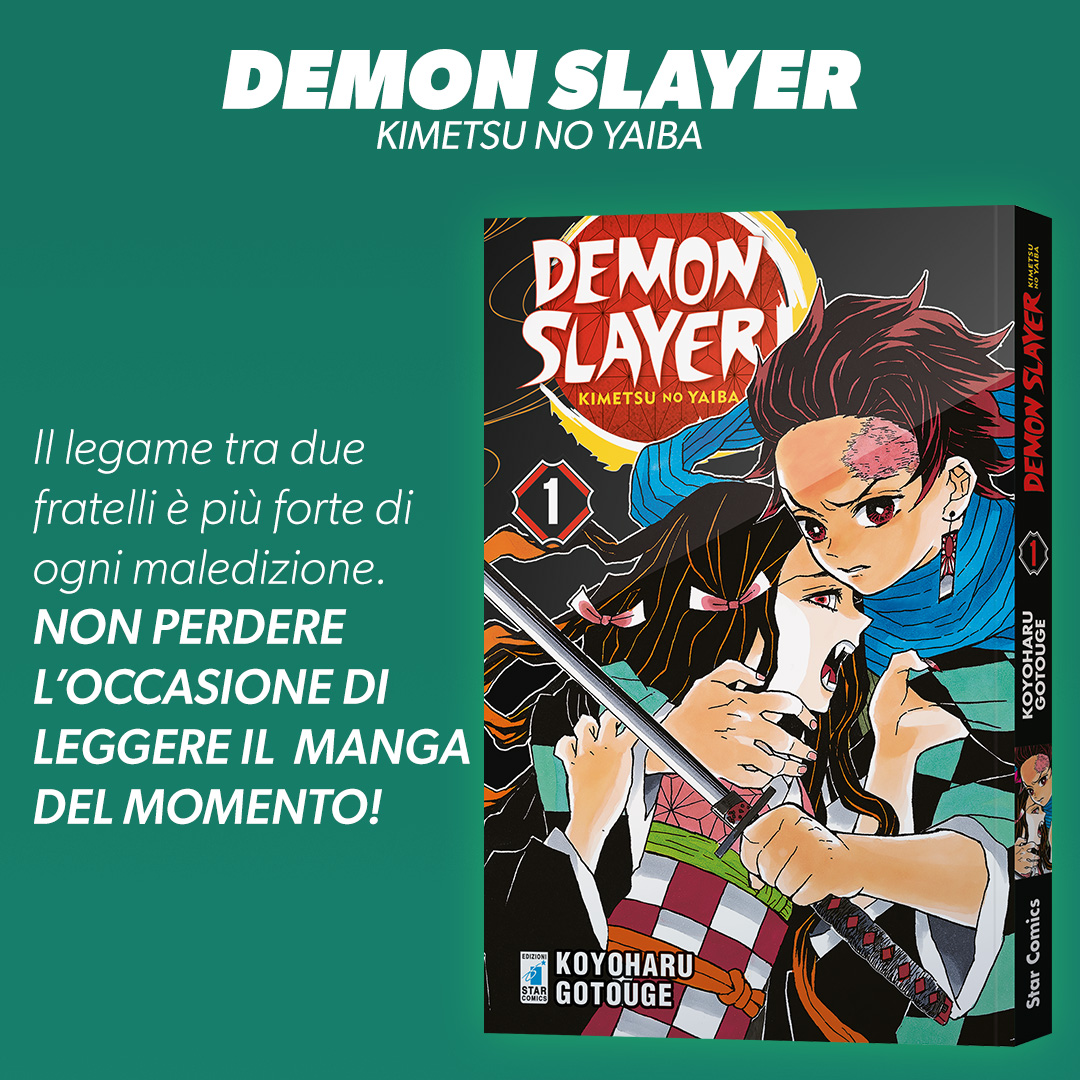 DEMON SLAYER
KIMETSU NO YAIBA
Il legame tra due
fratelli è più forte di
ogni maledizione.
NON PERDERE
L'OCCASIONE DI
LEGGERE IL MANGA
DEL MOMENTO!
DEMON
SLAYER
KIMETSU NO YAIBA
1
EDIZIONI
STAR
COMICS
KOYOHARU
GOTOUGE
DEMON SLAYER
KIMETSU
NO YAIBA
1
KOYOHARU
GOTOUGE
Star Comics